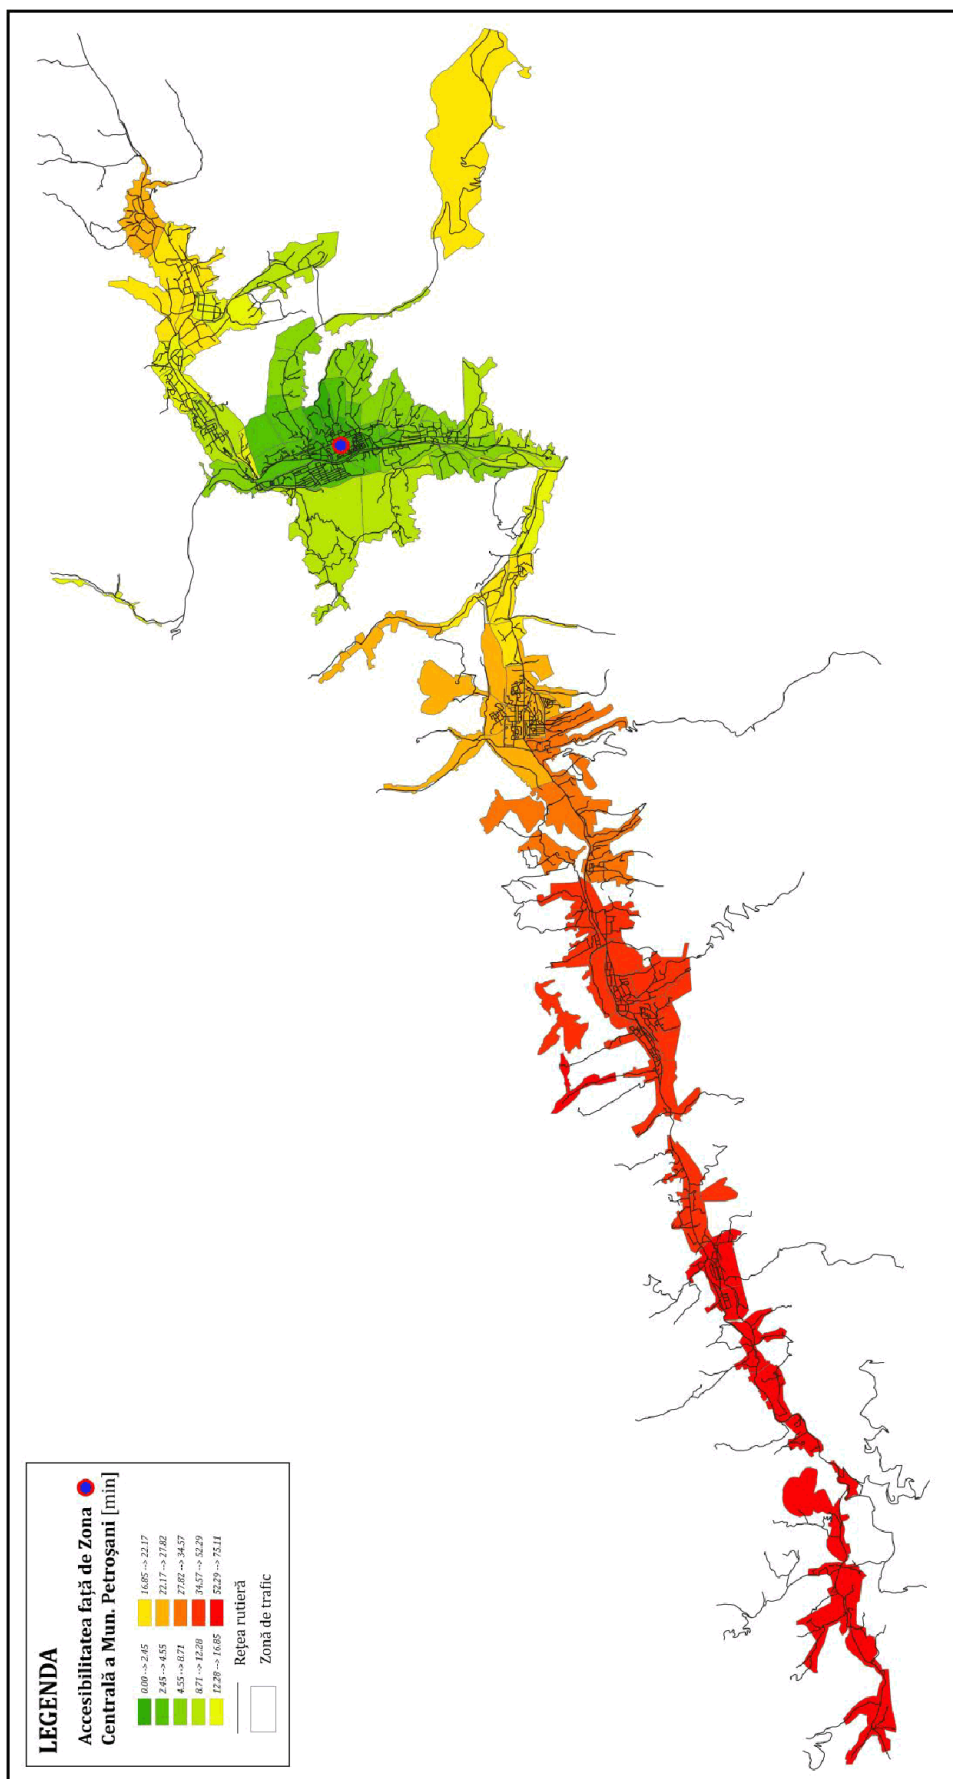 LEGENDA
Accesibilitatea față de Zona
Centrală a Mun. Petroșani [min]
0.00 --> 2.45
2.45 --> 4.55
4.55 --> 8.71
8.71 --> 12.28
12.28 --> 16.85
16.85 --> 22.17
22.17 --> 27.82
27.82 --> 34.57
34.57 --> 52.29
52.29 --> 75.11
Rețea rutieră
Zonă de trafic